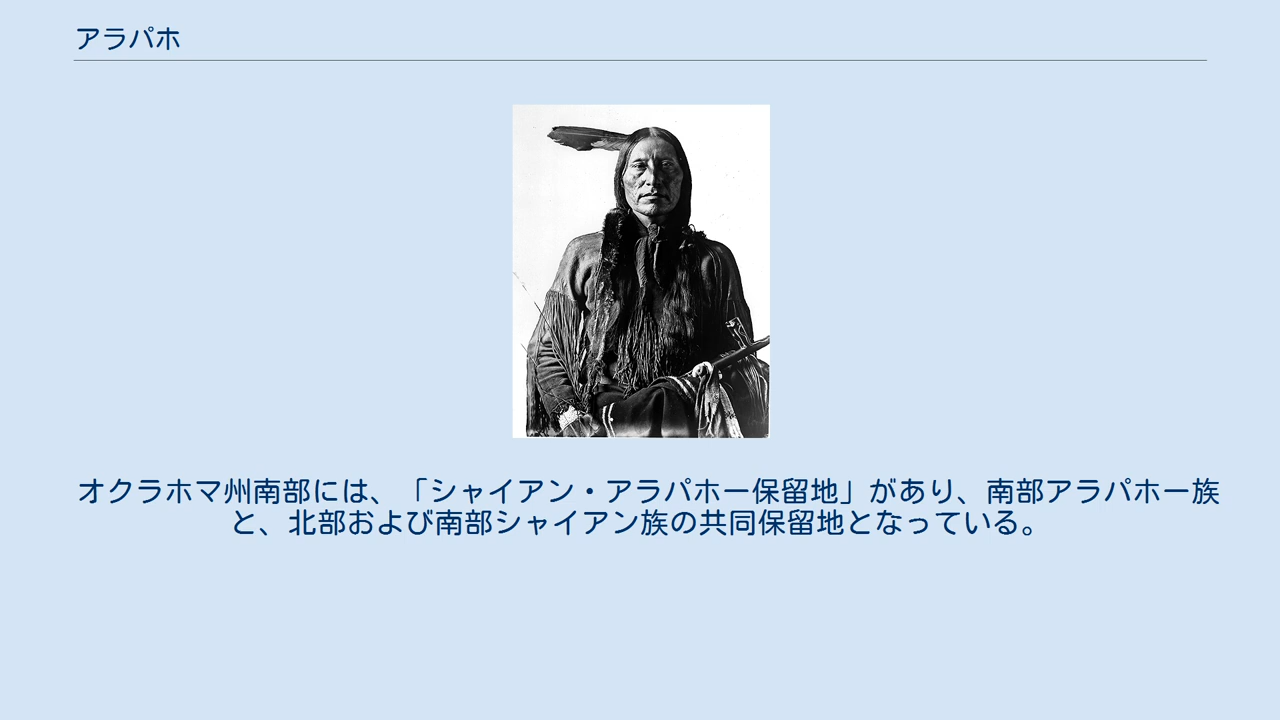 アラパホ
オクラホマ州南部には、「シャイアン・アラパホー保留地」があり、南部アラパホー族
と、北部および南部シャイアン族の共同保留地となっている。